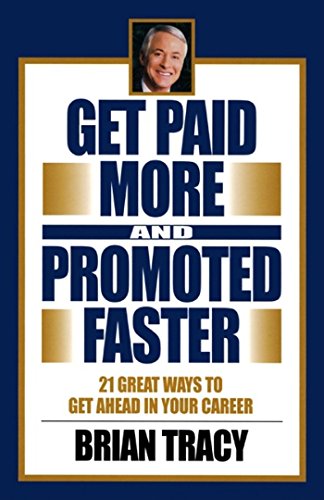 GET PAID
MORE
AND
PROMOTED
FASTER
21 GREAT WAYS TO
GET AHEAD IN YOUR CAREER
BRIAN TRACY